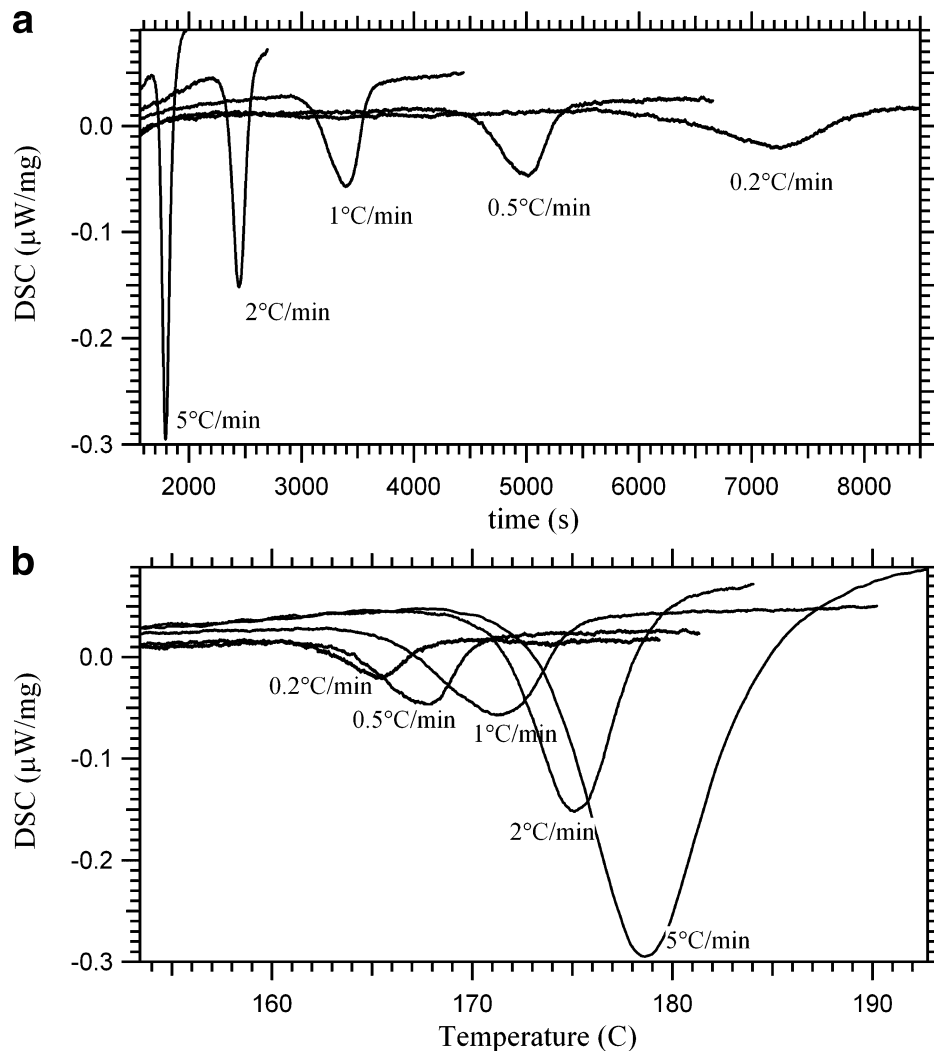 a
0.0
-0.1
-0.2
-0.3
DSC (µW/mg)
5°C/min
2°C/min
1°C/min
0.5°C/min
0.2°C/min
2000 3000 4000 5000 6000 7000 8000
time (s)
b
0.0
-0.1
-0.2
-0.3
DSC (µW/mg)
0.2°C/min
0.5°C/min
1°C/min
2°C/min
5°C/min
160 170 180 190
Temperature (C)